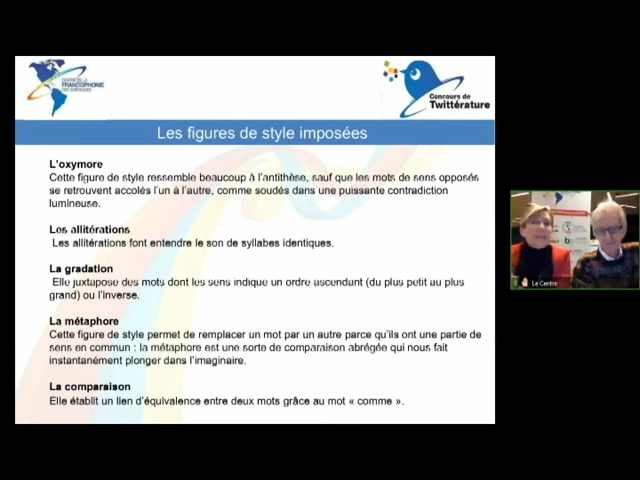 CENTRE DE LA
FRANCOPHONIE
DES AMÉRIQUES
Concours de
Twittérature
Les figures de style imposées
L'oxymore
Cette figure de style ressemble beaucoup à l'antithèse, sauf que les mots de sens opposés
se retrouvent accolés l'un à l'autre, comme soudés dans une puissante contradiction
lumineuse.
Les allitérations
Les allitérations font entendre le son de syllabes identiques.
La gradation
Elle juxtapose des mots dont les sens indique un ordre ascendant (du plus petit au plus
grand) ou l'inverse.
La métaphore
Cette figure de style permet de remplacer un mot par un autre parce qu'ils ont une partie de
sens en commun : la métaphore est une sorte de comparaison abrégée qui nous fait
instantanément plonger dans l'imaginaire.
La comparaison
Elle établit un lien d'équivalence entre deux mots grâce au mot « comme ».
Le Centre